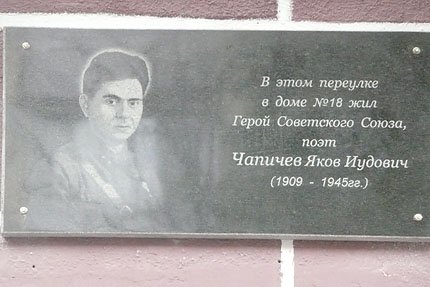 В этом переулке
в доме №18 жил
Герой Советского Союза,
поэт
Чапичев Яков Иудович
(1909 - 1945гг.)